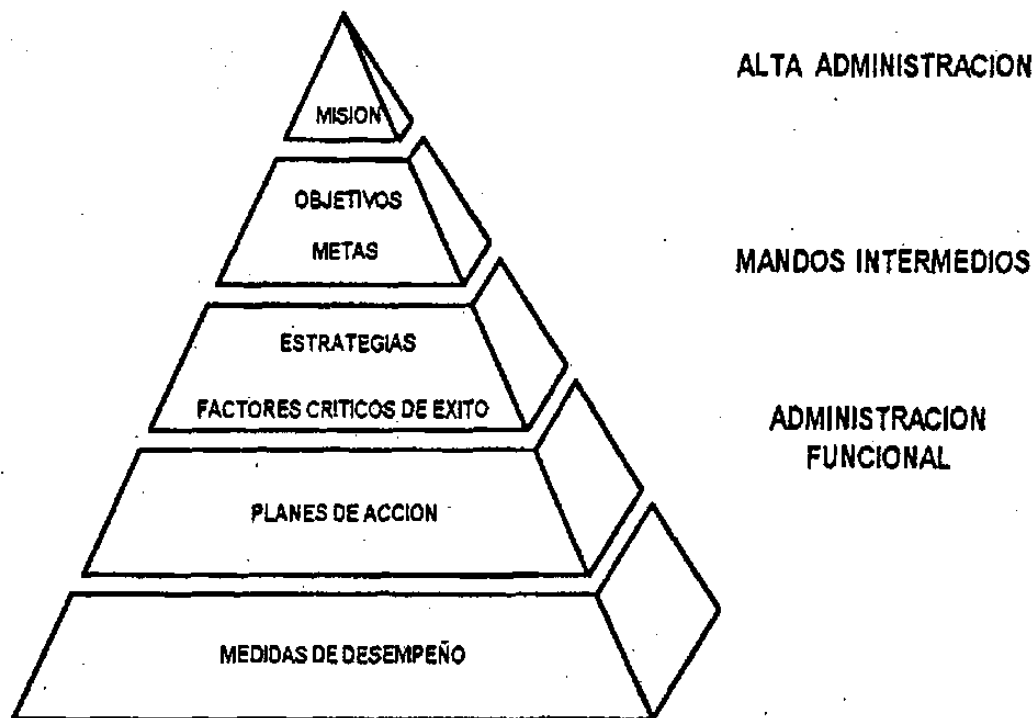 ALTA ADMINISTRACION
MISION
OBJETIVOS
METAS
MANDOS INTERMEDIOS
ESTRATEGIAS
FACTORES CRITICOS DE EXITO
ADMINISTRACION
FUNCIONAL
PLANES DE ACCION
MEDIDAS DE DESEMPEÑO